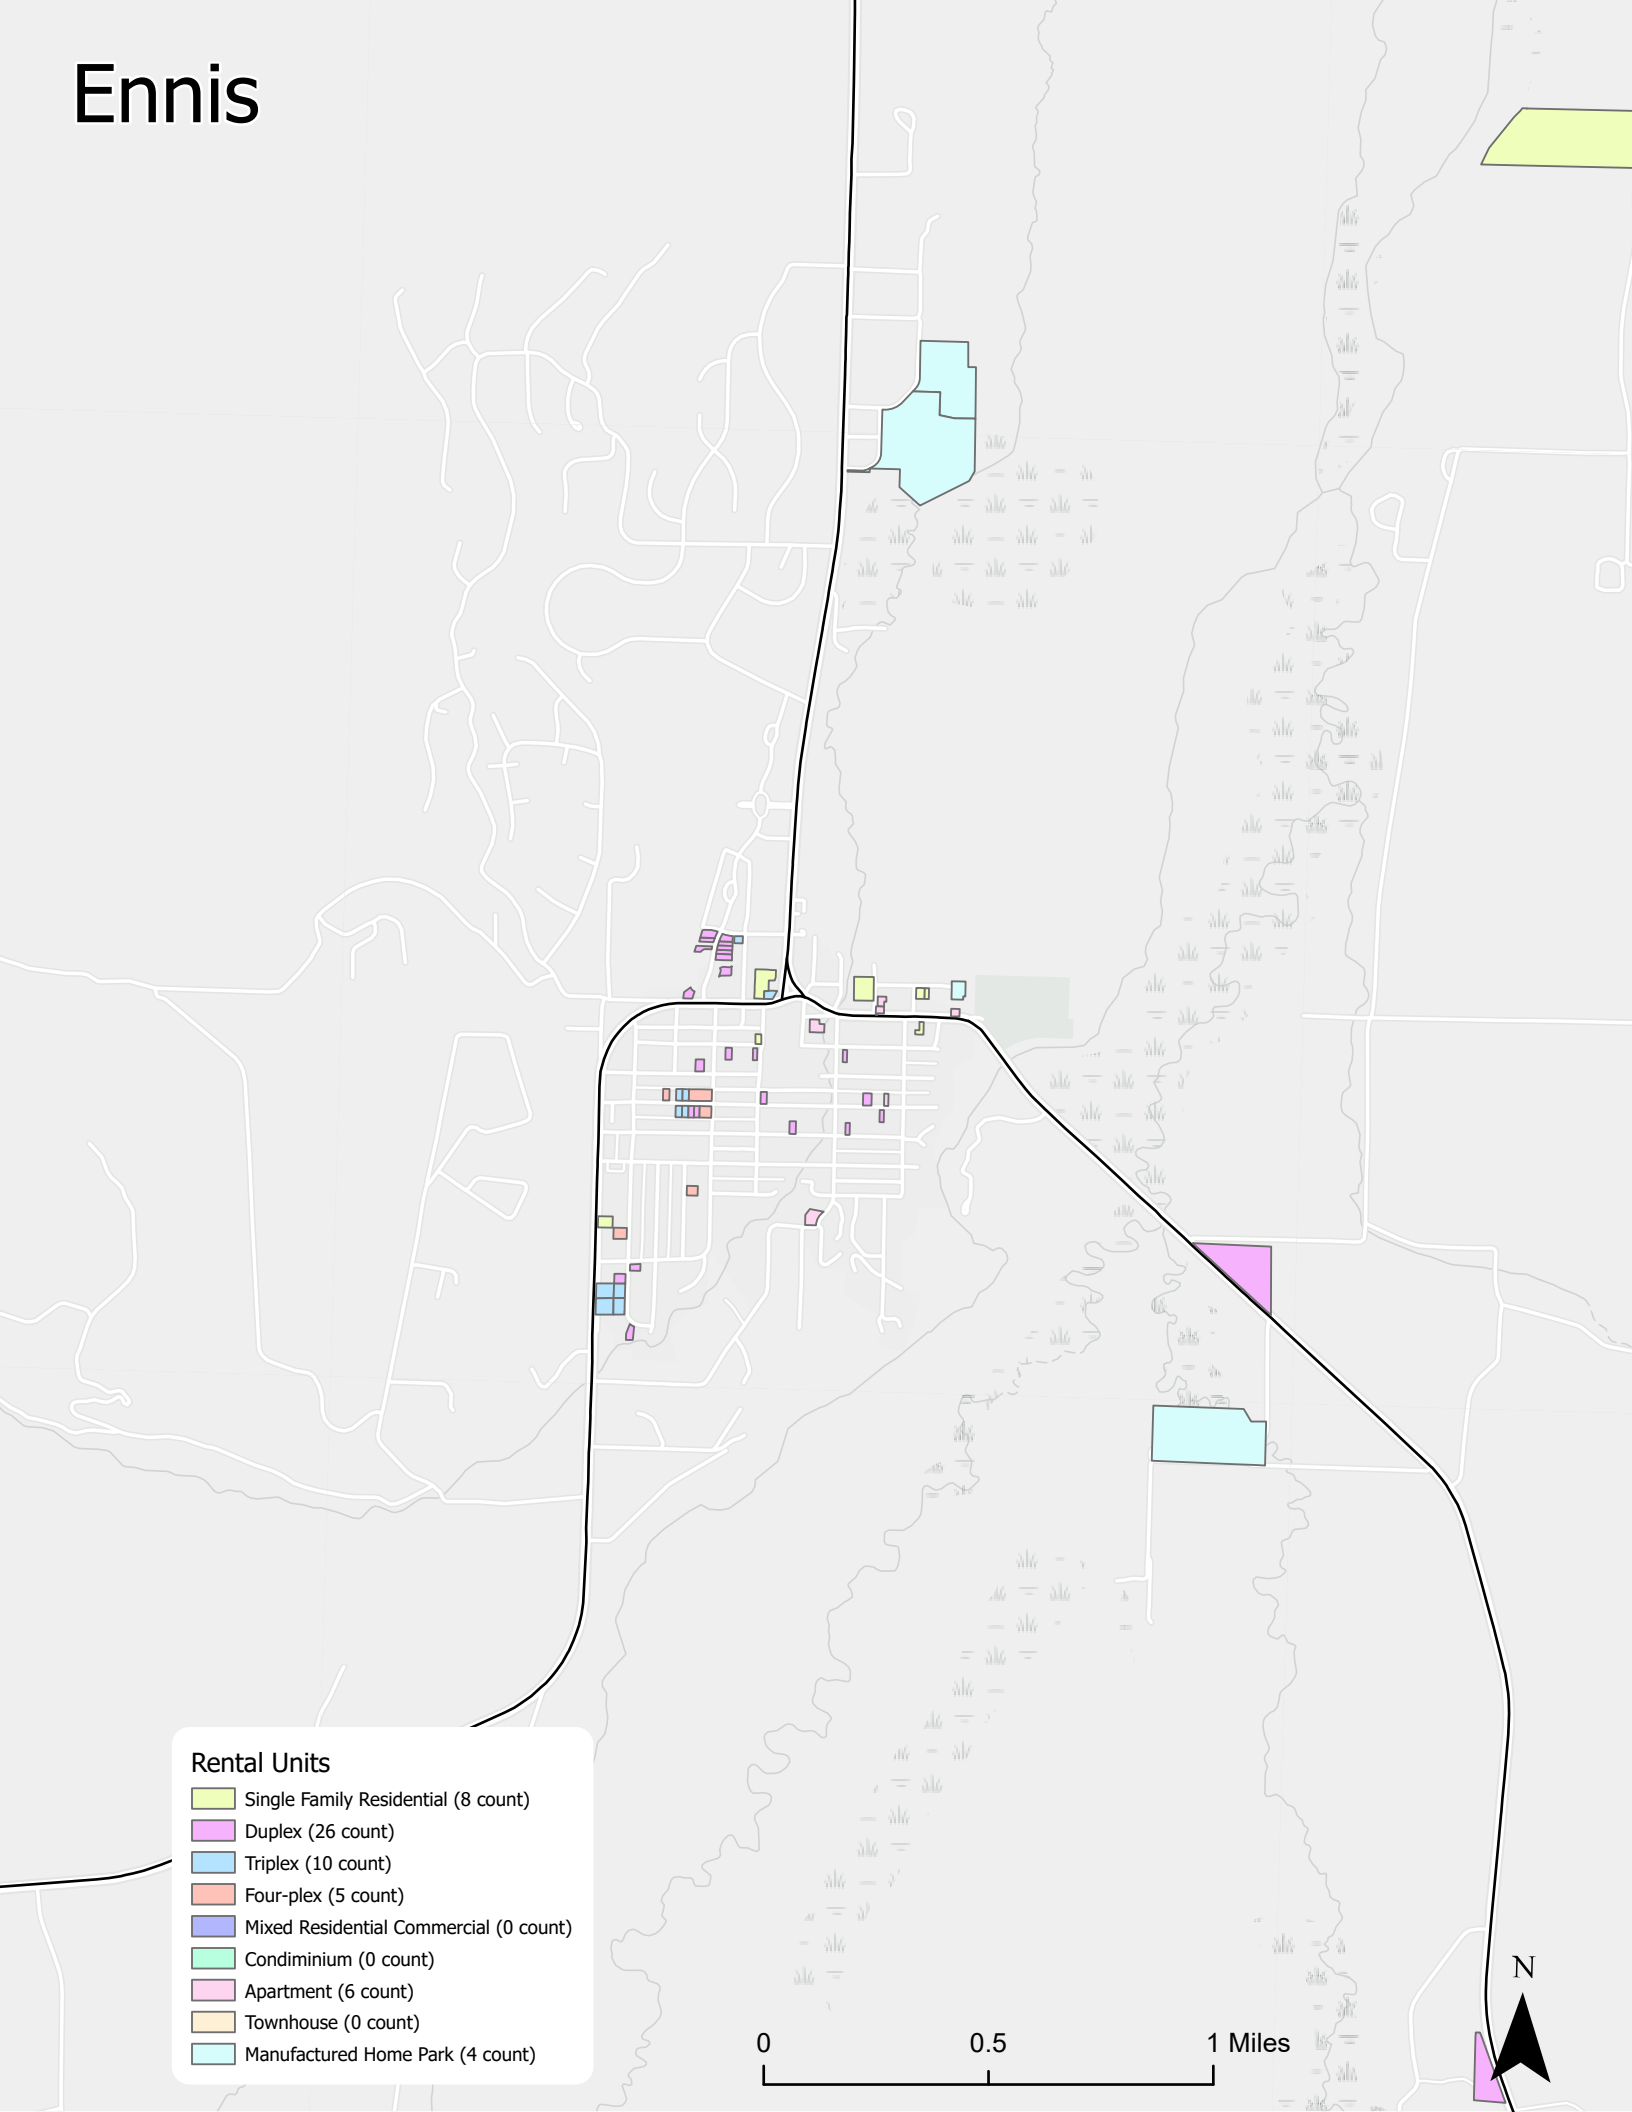 Ennis
Rental Units
Single Family Residential (8 count)
Duplex (26 count)
Triplex (10 count)
Four-plex (5 count)
Mixed Residential Commercial (0 count)
Condiminium (0 count)
Apartment (6 count)
Townhouse (0 count)
Manufactured Home Park (4 count)
0 0.5 1 Miles
N